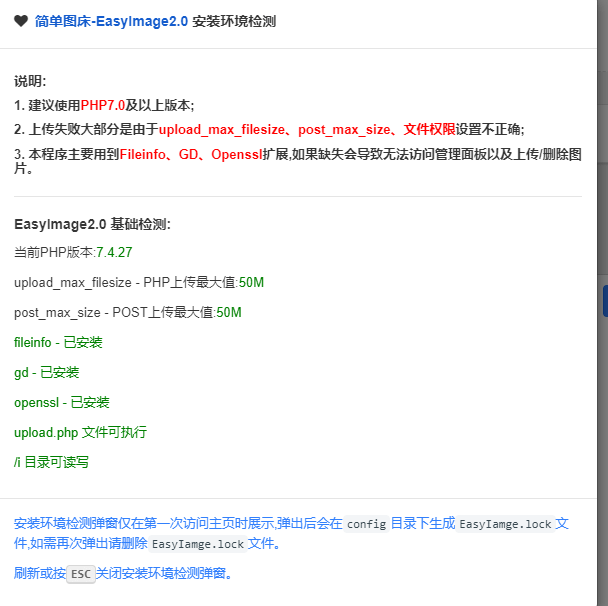 简单图床-EasyImage2.0 安装环境检测
说明:
1. 建议使用PHP7.0及以上版本;
2. 上传失败大部分是由于upload_max_filesize、post_max_size、文件权限设置不正确;
3. 本程序主要用到Fileinfo、GD、Openssl扩展,如果缺失会导致无法访问管理面板以及上传/删除图
片。
EasyImage2.0 基础检测:
当前PHP版本:7.4.27
upload_max_filesize - PHP上传最大值:50M
post_max_size - POST上传最大值:50M
fileinfo - 已安装
gd - 已安装
openssl - 已安装
upload.php 文件可执行
/i 目录可读写
安装环境检测弹窗仅在第一次访问主页时展示,弹出后会在 config 目录下生成 EasyIamge.lock 文
件,如需再次弹出请删除 EasyIamge.lock 文件。
刷新或按 ESC 关闭安装环境检测弹窗。